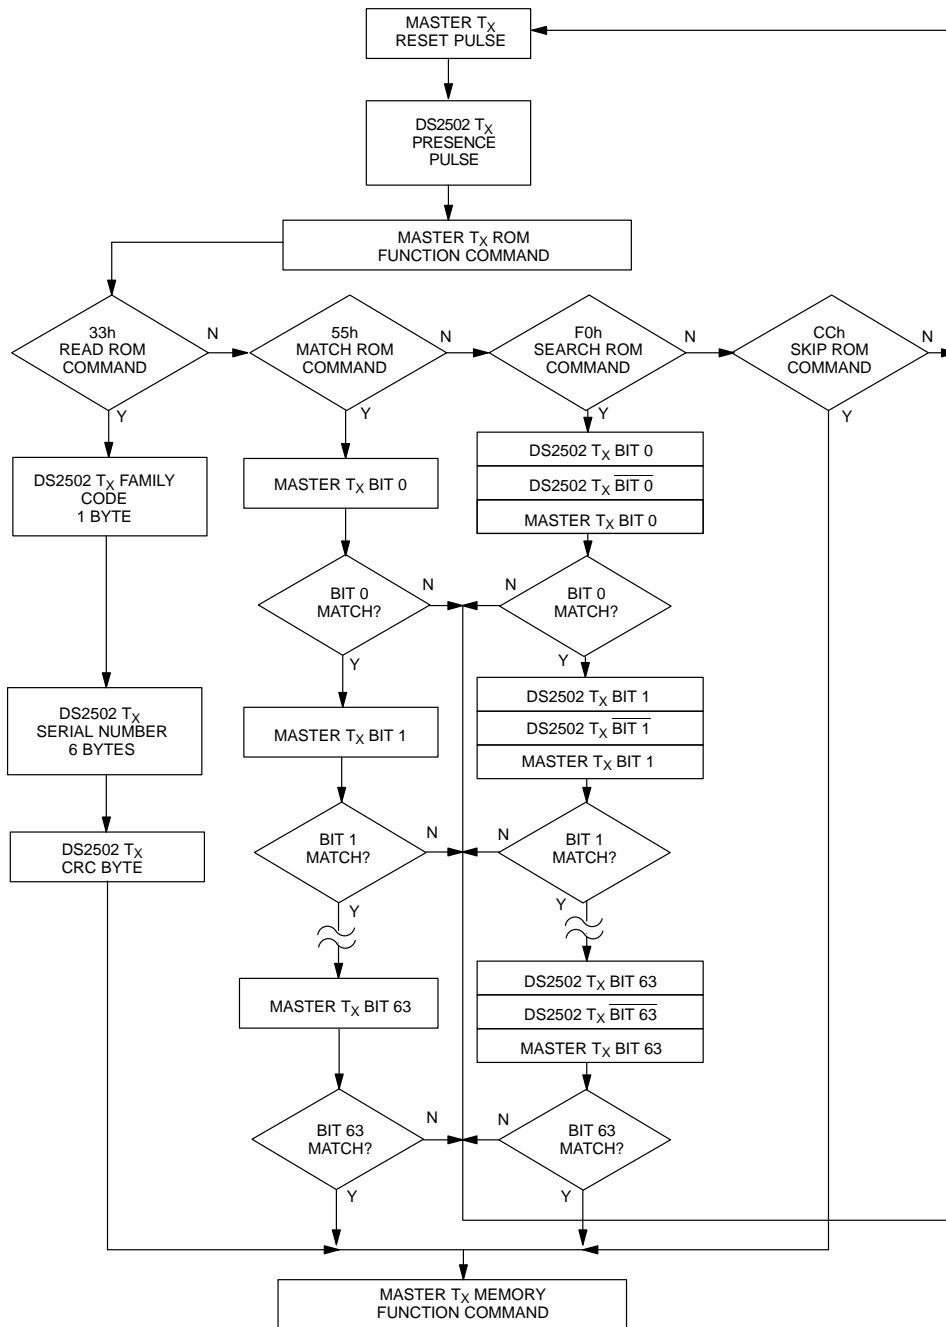 MASTER TX
RESET PULSE
DS2502 TX
PRESENCE
PULSE
MASTER TX ROM
FUNCTION COMMAND
33h
READ ROM
COMMAND
N
Y
55h
MATCH ROM
COMMAND
N
Y
F0h
SEARCH ROM
COMMAND
N
Y
CCh
SKIP ROM
COMMAND
N
Y
DS2502 TX FAMILY
CODE
1 BYTE
DS2502 TX
SERIAL NUMBER
6 BYTES
DS2502 TX
CRC BYTE
MASTER TX BIT 0
BIT 0
MATCH?
N
Y
MASTER TX BIT 1
BIT 1
MATCH?
N
Y
MASTER TX BIT 63
BIT 63
MATCH?
N
Y
DS2502 TX BIT 0
DS2502 TX B̅I̅T̅ ̅0̅
MASTER TX BIT 0
N
BIT 0
MATCH?
Y
DS2502 TX BIT 1
DS2502 TX B̅I̅T̅ ̅1̅
MASTER TX BIT 1
N
BIT 1
MATCH?
Y
DS2502 TX BIT 63
DS2502 TX B̅I̅T̅ ̅6̅3̅
MASTER TX BIT 63
N
BIT 63
MATCH?
Y
MASTER TX MEMORY
FUNCTION COMMAND